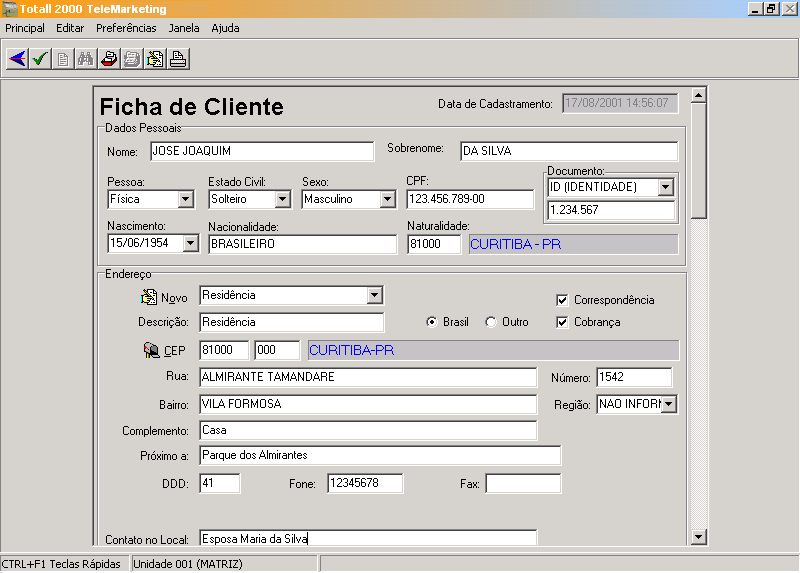 Totall 2000 TeleMarketing
Principal Editar Preferências Janela Ajuda
Ficha de Cliente
Data de Cadastramento: 17/08/2001 14:56:07
Dados Pessoais
Nome: JOSE JOAQUIM Sobrenome: DA SILVA
Pessoa: Estado Civil: Sexo: CPF: Documento:
Física Solteiro Masculino 123.456.789-00 ID (IDENTIDADE)
1.234.567
Nascimento: Nacionalidade: Naturalidade:
15/06/1954 BRASILEIRO 81000 CURITIBA - PR
Endereço
Novo Residência Correspondência
Descrição: Residência Brasil Outro Cobrança
CEP 81000 000 CURITIBA-PR
Rua: ALMIRANTE TAMANDARE Número: 1542
Bairro: VILA FORMOSA Região: NAO INFORM
Complemento: Casa
Próximo a: Parque dos Almirantes
DDD: 41 Fone: 12345678 Fax:
Contato no Local: Esposa Maria da Silva
CTRL+F1 Teclas Rápidas Unidade 001 (MATRIZ)